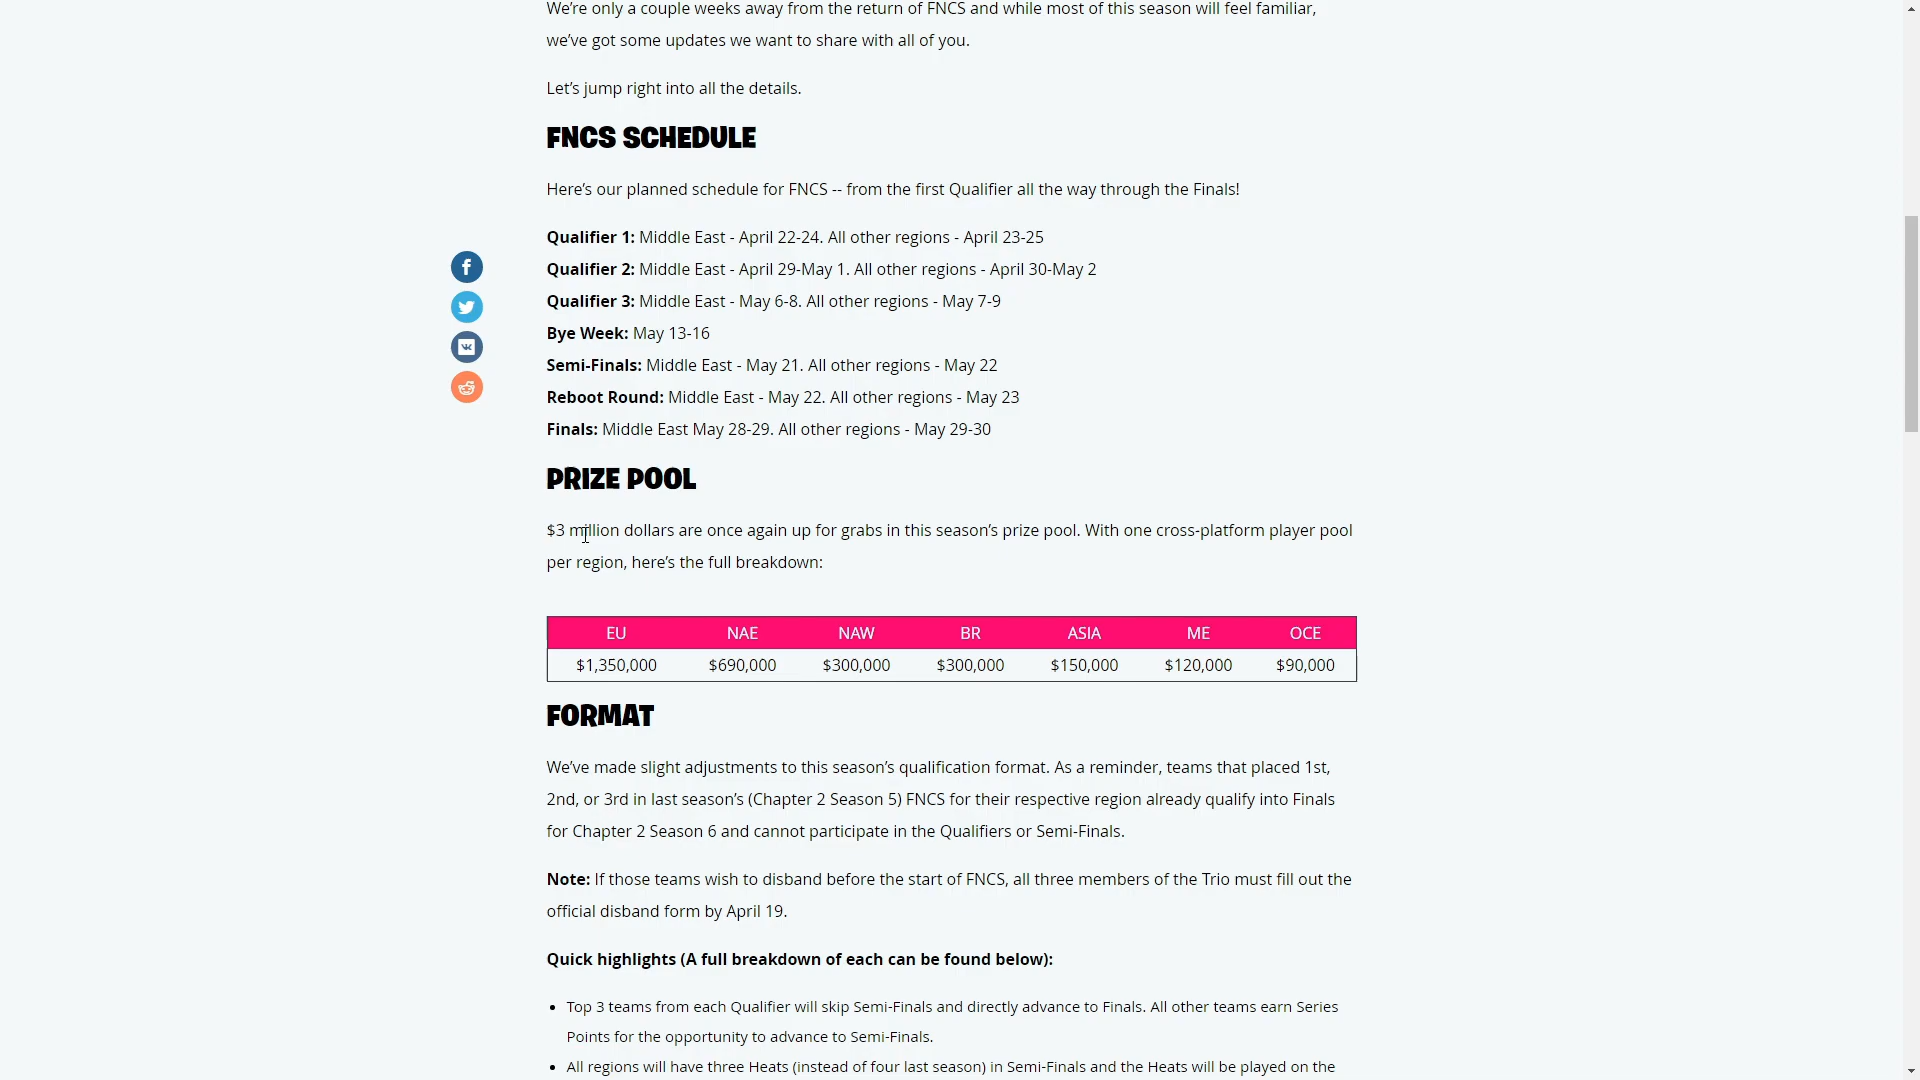 We’re only a couple weeks away from the return of FNCS and while most of this season will feel familiar,
we’ve got some updates we want to share with all of you.
Let’s jump right into all the details.
FNCS SCHEDULE
Here’s our planned schedule for FNCS -- from the first Qualifier all the way through the Finals!
Qualifier 1: Middle East - April 22-24. All other regions - April 23-25
Qualifier 2: Middle East - April 29-May 1. All other regions - April 30-May 2
Qualifier 3: Middle East - May 6-8. All other regions - May 7-9
Bye Week: May 13-16
Semi-Finals: Middle East - May 21. All other regions - May 22
Reboot Round: Middle East - May 22. All other regions - May 23
Finals: Middle East May 28-29. All other regions - May 29-30
PRIZE POOL
$3 million dollars are once again up for grabs in this season’s prize pool. With one cross-platform player pool
per region, here’s the full breakdown:
EU NAE NAW BR ASIA ME OCE
$1,350,000 $690,000 $300,000 $300,000 $150,000 $120,000 $90,000
FORMAT
We’ve made slight adjustments to this season’s qualification format. As a reminder, teams that placed 1st,
2nd, or 3rd in last season’s (Chapter 2 Season 5) FNCS for their respective region already qualify into Finals
for Chapter 2 Season 6 and cannot participate in the Qualifiers or Semi-Finals.
Note: If those teams wish to disband before the start of FNCS, all three members of the Trio must fill out the
official disband form by April 19.
Quick highlights (A full breakdown of each can be found below):
• Top 3 teams from each Qualifier will skip Semi-Finals and directly advance to Finals. All other teams earn Series
Points for the opportunity to advance to Semi-Finals.
• All regions will have three Heats (instead of four last season) in Semi-Finals and the Heats will be played on the